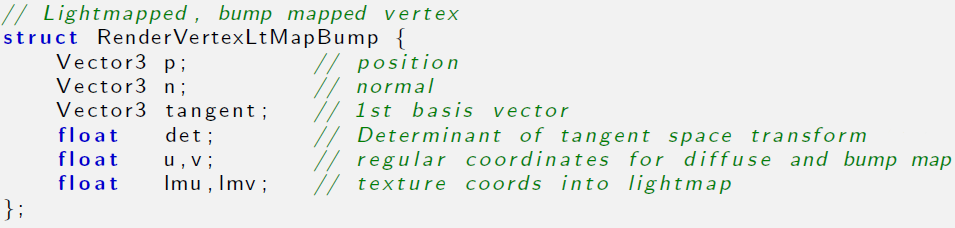 // Lightmapped, bump mapped vertex
struct RenderVertexLtMapBump {
    Vector3 p;          // position
    Vector3 n;          // normal
    Vector3 tangent;    // 1st basis vector
    float   det;        // Determinant of tangent space transform
    float   u,v;        // regular coordinates for diffuse and bump map
    float   lmu,lmv;    // texture coords into lightmap
};